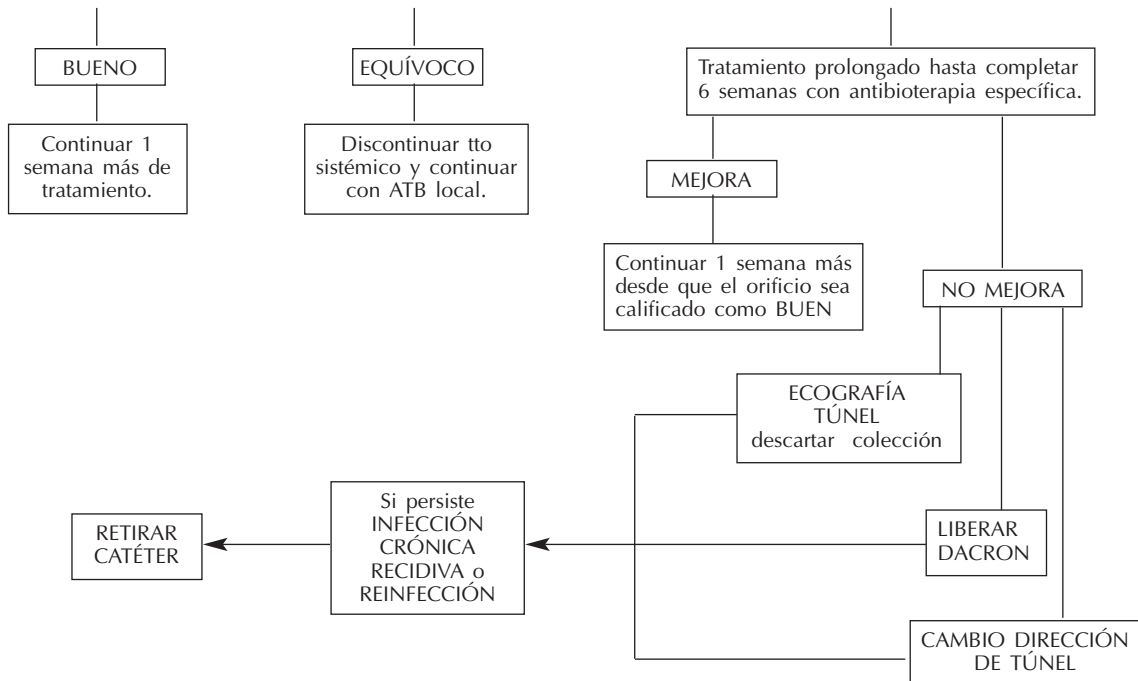 BUENO
Continuar 1
semana más de
tratamiento.
EQUÍVOCO
Discontinuar tto
sistémico y continuar
con ATB local.
Tratamiento prolongado hasta completar
6 semanas con antibioterapia específica.
MEJORA
Continuar 1 semana más
desde que el orificio sea
calificado como BUEN
NO MEJORA
ECOGRAFÍA
TÚNEL
descartar colección
LIBERAR
DACRON
CAMBIO DIRECCIÓN
DE TÚNEL
Si persiste
INFECCIÓN
CRÓNICA
RECIDIVA o
REINFECCIÓN
RETIRAR
CATÉTER